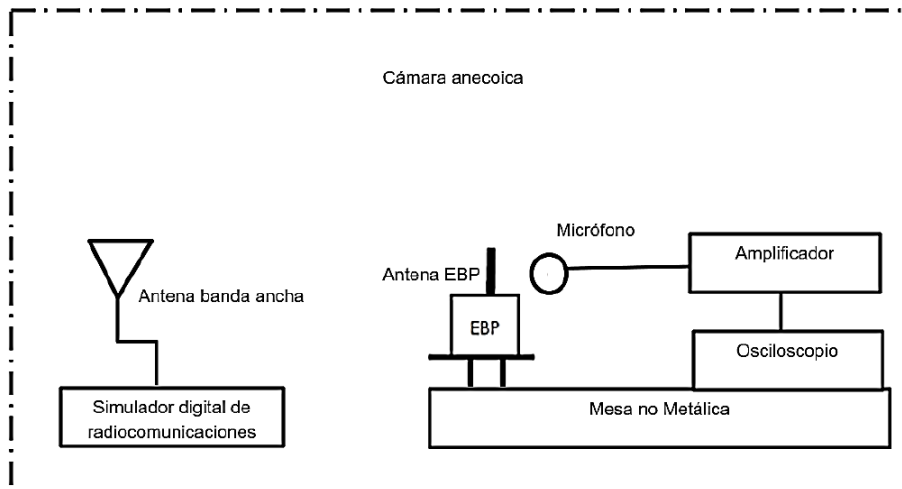 Cámara anecoica
Micrófono
Amplificador
Antena EBP
Antena banda ancha
EBP
Osciloscopio
Simulador digital de
radiocomunicaciones
Mesa no Metálica